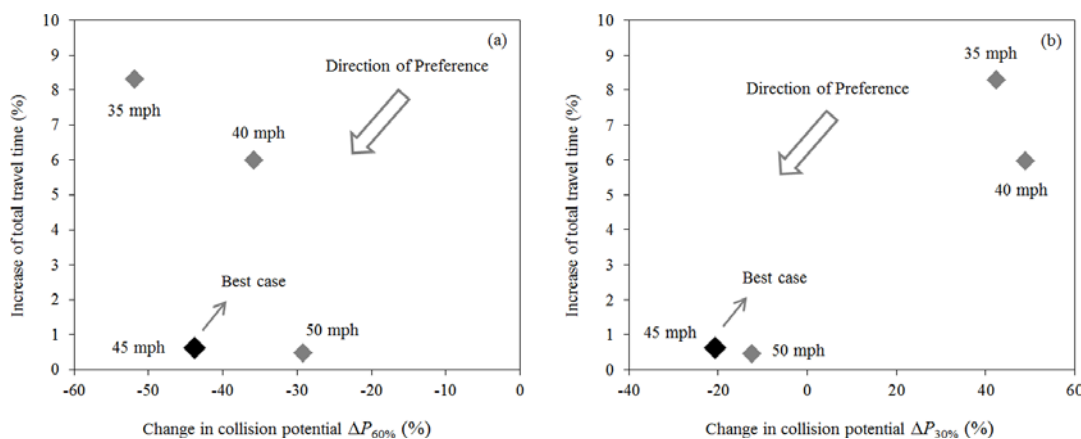 (a)
Increase of total travel time (%)
10
9
8
7
6
5
4
3
2
1
0
Direction of Preference
35 mph
40 mph
Best case
45 mph
50 mph
-60 -50 -40 -30 -20 -10 0
Change in collision potential ΔP60% (%)
(b)
Increase of total travel time (%)
10
9
8
7
6
5
4
3
2
1
0
35 mph
Direction of Preference
40 mph
Best case
45 mph
50 mph
-40 -20 0 20 40 60
Change in collision potential ΔP30% (%)